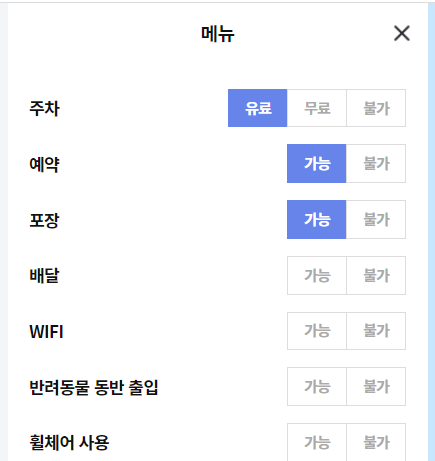 메뉴
주차 유료 무료 불가
예약 가능 불가
포장 가능 불가
배달 가능 불가
WIFI 가능 불가
반려동물 동반 출입 가능 불가
휠체어 사용 가능 불가